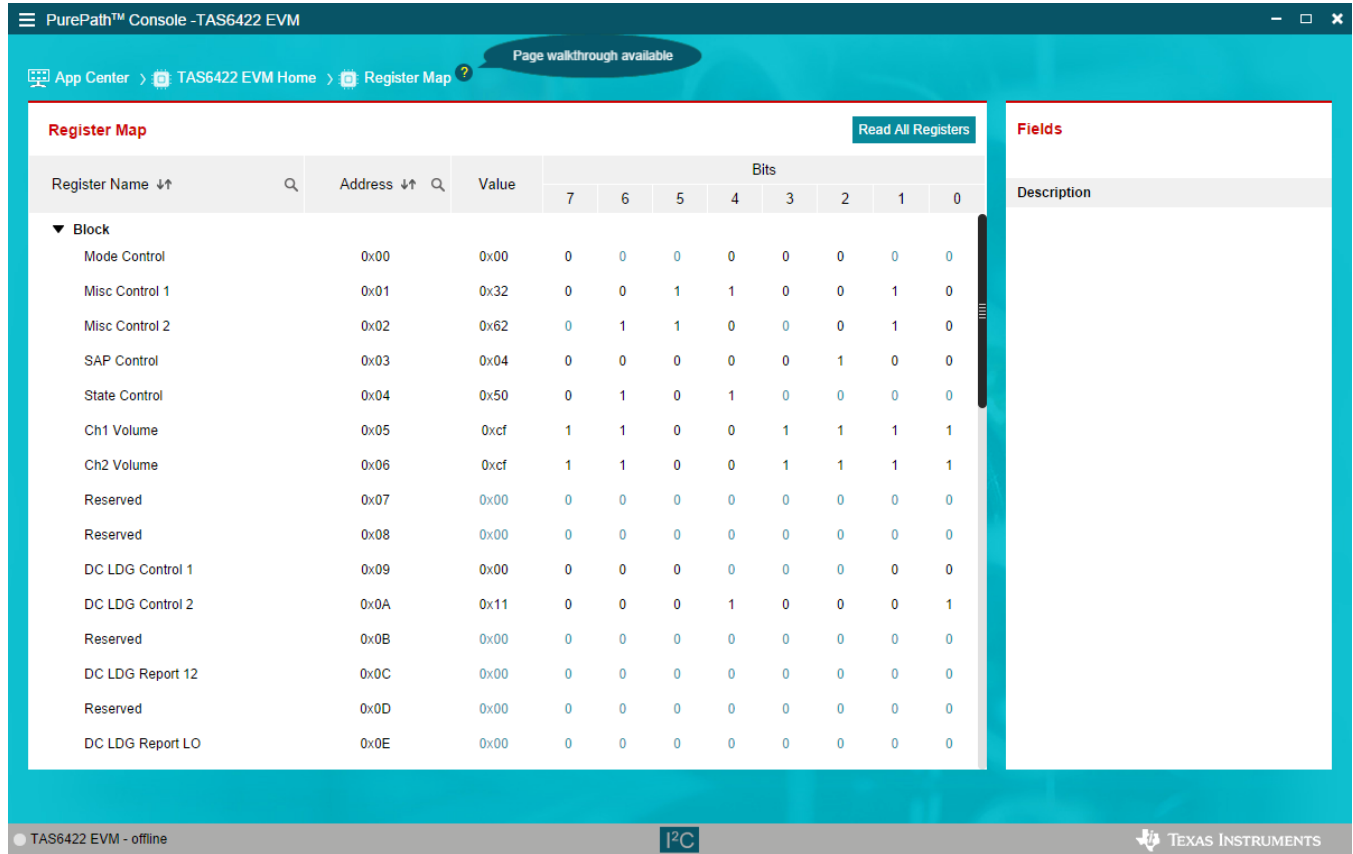 PurePath™ Console -TAS6422 EVM
Page walkthrough available
App Center > TAS6422 EVM Home > Register Map ?
Register Map
Read All Registers
Fields
Register Name Address Value Bits
7 6 5 4 3 2 1 0
Description
Block
Mode Control 0x00 0x00 0 0 0 0 0 0 0 0
Misc Control 1 0x01 0x32 0 0 1 1 0 0 1 0
Misc Control 2 0x02 0x62 0 1 1 0 0 0 1 0
SAP Control 0x03 0x04 0 0 0 0 0 1 0 0
State Control 0x04 0x50 0 1 0 1 0 0 0 0
Ch1 Volume 0x05 0xcf 1 1 0 0 1 1 1 1
Ch2 Volume 0x06 0xcf 1 1 0 0 1 1 1 1
Reserved 0x07 0x00 0 0 0 0 0 0 0 0
Reserved 0x08 0x00 0 0 0 0 0 0 0 0
DC LDG Control 1 0x09 0x00 0 0 0 0 0 0 0 0
DC LDG Control 2 0x0A 0x11 0 0 0 1 0 0 0 1
Reserved 0x0B 0x00 0 0 0 0 0 0 0 0
DC LDG Report 12 0x0C 0x00 0 0 0 0 0 0 0 0
Reserved 0x0D 0x00 0 0 0 0 0 0 0 0
DC LDG Report LO 0x0E 0x00 0 0 0 0 0 0 0 0
TAS6422 EVM - offline
I²C
TEXAS INSTRUMENTS